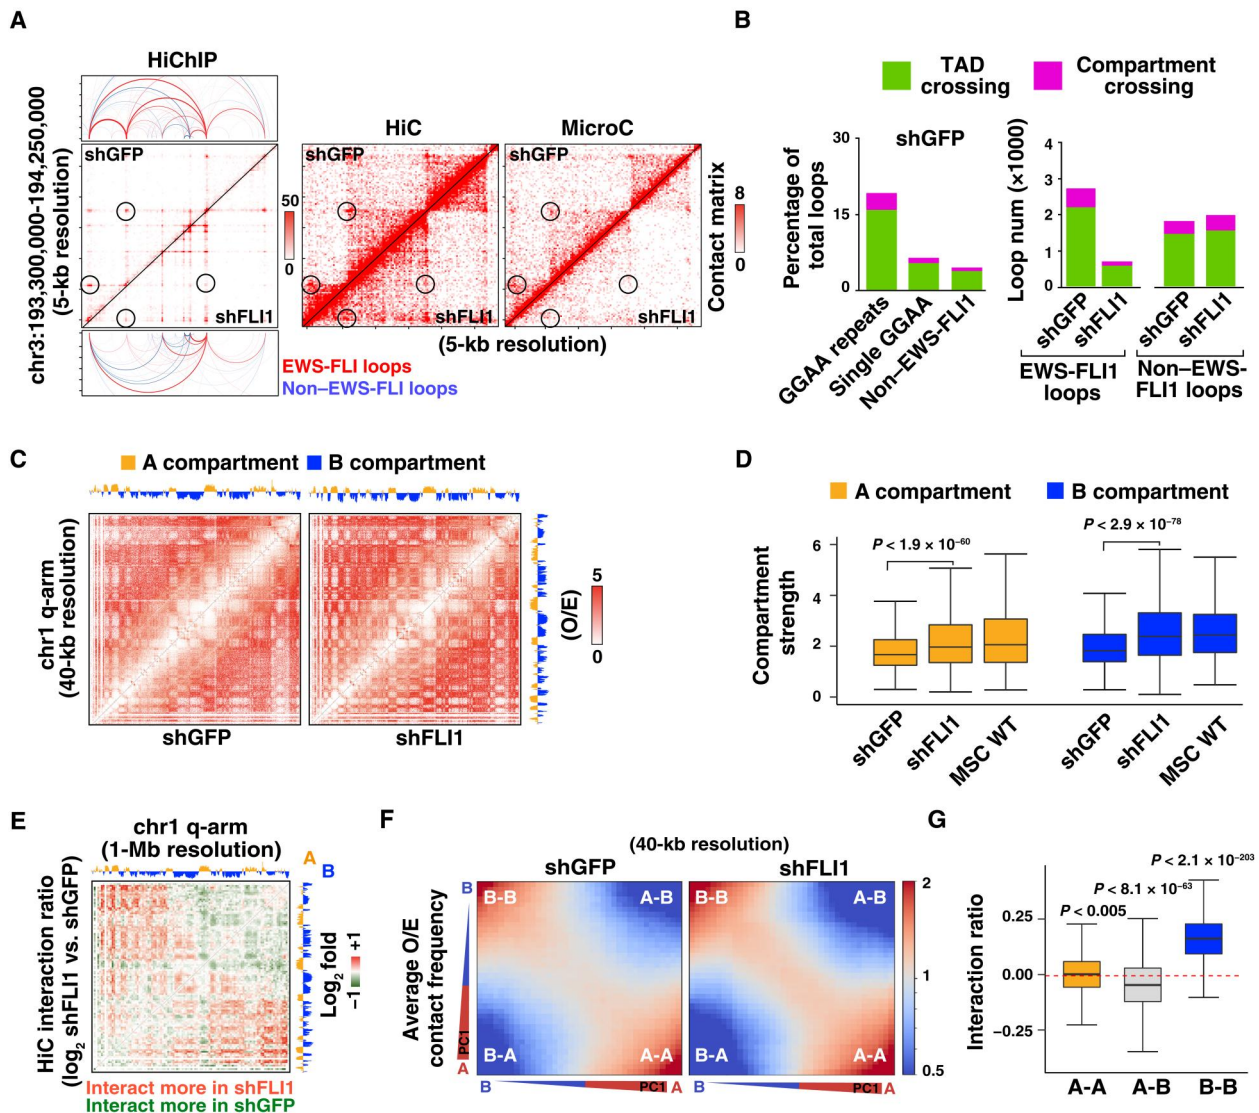 A
HiChIP
chr3:193,300,000-194,250,000
(5-kb resolution)
shGFP
shFLI1
50
0
HiC
shGFP
shFLI1
MicroC
shGFP
shFLI1
8
0
Contact matrix
(5-kb resolution)
EWS-FLI loops
Non–EWS-FLI loops
B
TAD
crossing
Compartment
crossing
shGFP
Percentage of
total loops
30
15
0
GGAA repeats
Single GGAA
Non–EWS-FLI1
Loop num (×1000)
4
3
2
1
0
shGFP
shFLI1
shGFP
shFLI1
EWS-FLI1
loops
Non–EWS-
FLI1 loops
C
A compartment
B compartment
chr1 q-arm
(40-kb resolution)
shGFP
shFLI1
(O/E)
5
0
D
A compartment
B compartment
P < 1.9 × 10⁻⁶⁰
P < 2.9 × 10⁻⁷⁸
Compartment
strength
6
4
2
0
shGFP
shFLI1
MSC WT
shGFP
shFLI1
MSC WT
E
chr1 q-arm
(1-Mb resolution)
A
B
HiC interaction ratio
(log₂ shFLI1 vs. shGFP)
Log₂ fold
−1 +1
Interact more in shFLI1
Interact more in shGFP
F
(40-kb resolution)
shGFP
shFLI1
Average O/E
contact frequency
B
PC1
A
B-B
A-B
B-A
A-A
B-B
A-B
B-A
A-A
B
PC1
A
B
PC1
A
2
1
0.5
G
P < 2.1 × 10⁻²⁰³
P < 8.1 × 10⁻⁶³
P < 0.005
Interaction ratio
0.25
0.00
−0.25
A-A
A-B
B-B